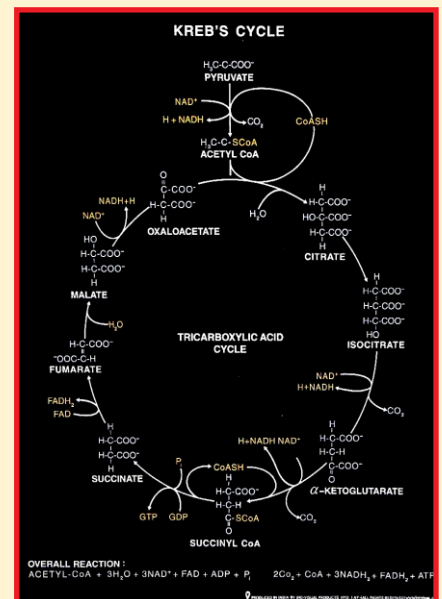 KREB'S CYCLE
H₃C-C-COO⁻
PYRUVATE
NAD⁺
H + NADH
CO₂
CoASH
H₃C-C-SCoA
ACETYL CoA
O
C-COO⁻
H-C-COO⁻
H
OXALOACETATE
H₂O
H
H-C-COO⁻
HO-C-COO⁻
H-C-COO⁻
H
CITRATE
NADH+H
NAD⁺
HO
H-C-COO⁻
H-C-COO⁻
H
MALATE
H
H-C-COO⁻
H-C-COO⁻
H-C-COO⁻
HO
ISOCITRATE
H₂O
TRICARBOXYLIC ACID
CYCLE
H-C-COO⁻
⁻OOC-C-H
FUMARATE
NAD⁺
H+NADH
CO₂
FADH₂
FAD
H
H-C-COO⁻
H-C-COO⁻
H
SUCCINATE
H
H-C-COO⁻
H-C-H
C-COO⁻
O
α-KETOGLUTARATE
H+NADH NAD⁺
Pᵢ
CoASH
H
H-C-COO⁻
H-C-H
C-SCoA
O
SUCCINYL CoA
GTP
GDP
CO₂
OVERALL REACTION :
ACETYL-CoA + 3H₂O + 3NAD⁺ + FAD + ADP + Pᵢ 2Co₂ + CoA + 3NADH₂ + FADH₂ + ATP